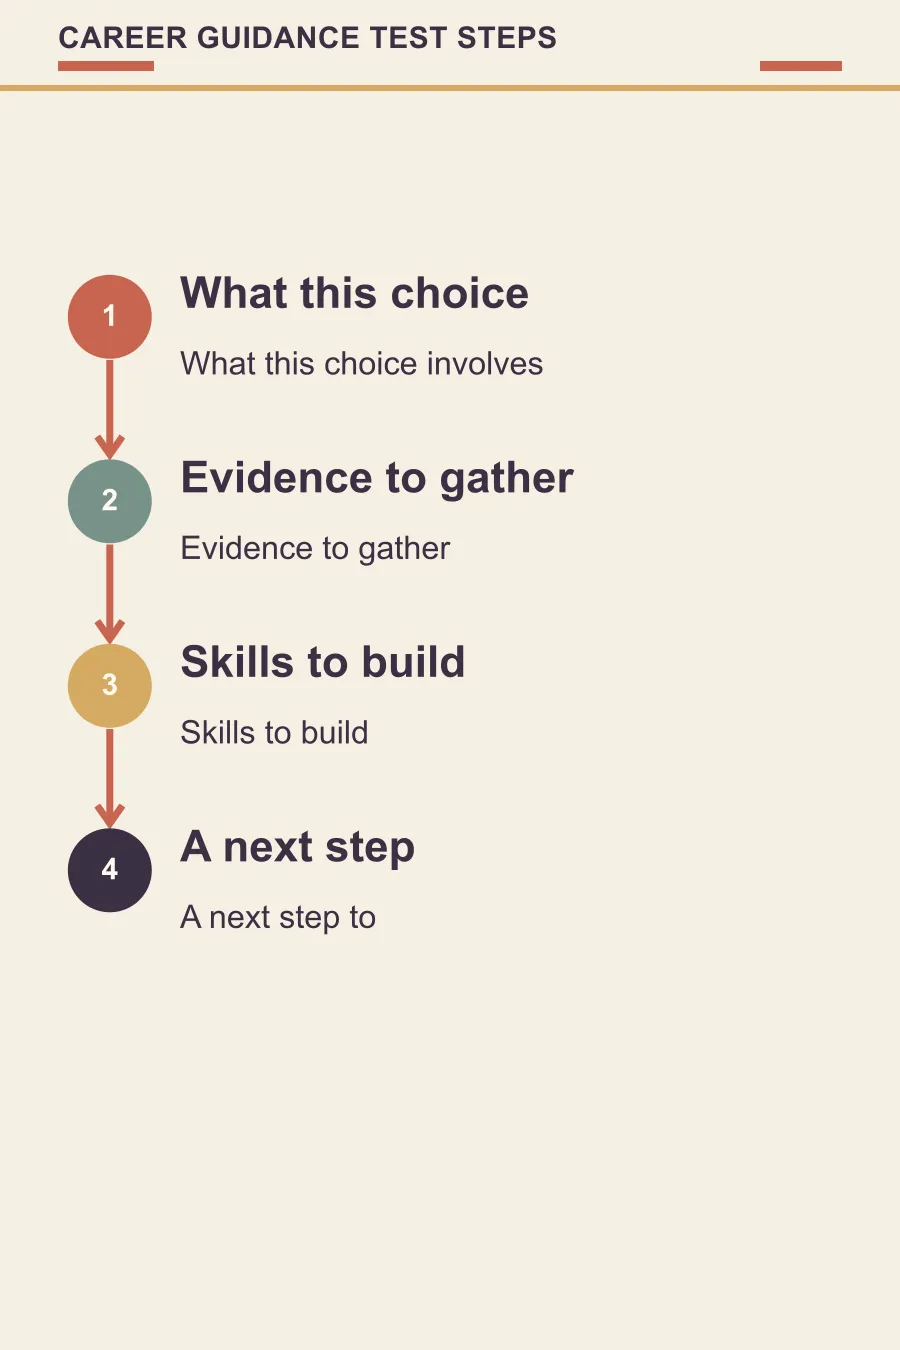 CAREER GUIDANCE TEST STEPS
1
What this choice
What this choice involves
2
Evidence to gather
Evidence to gather
3
Skills to build
Skills to build
4
A next step
A next step to